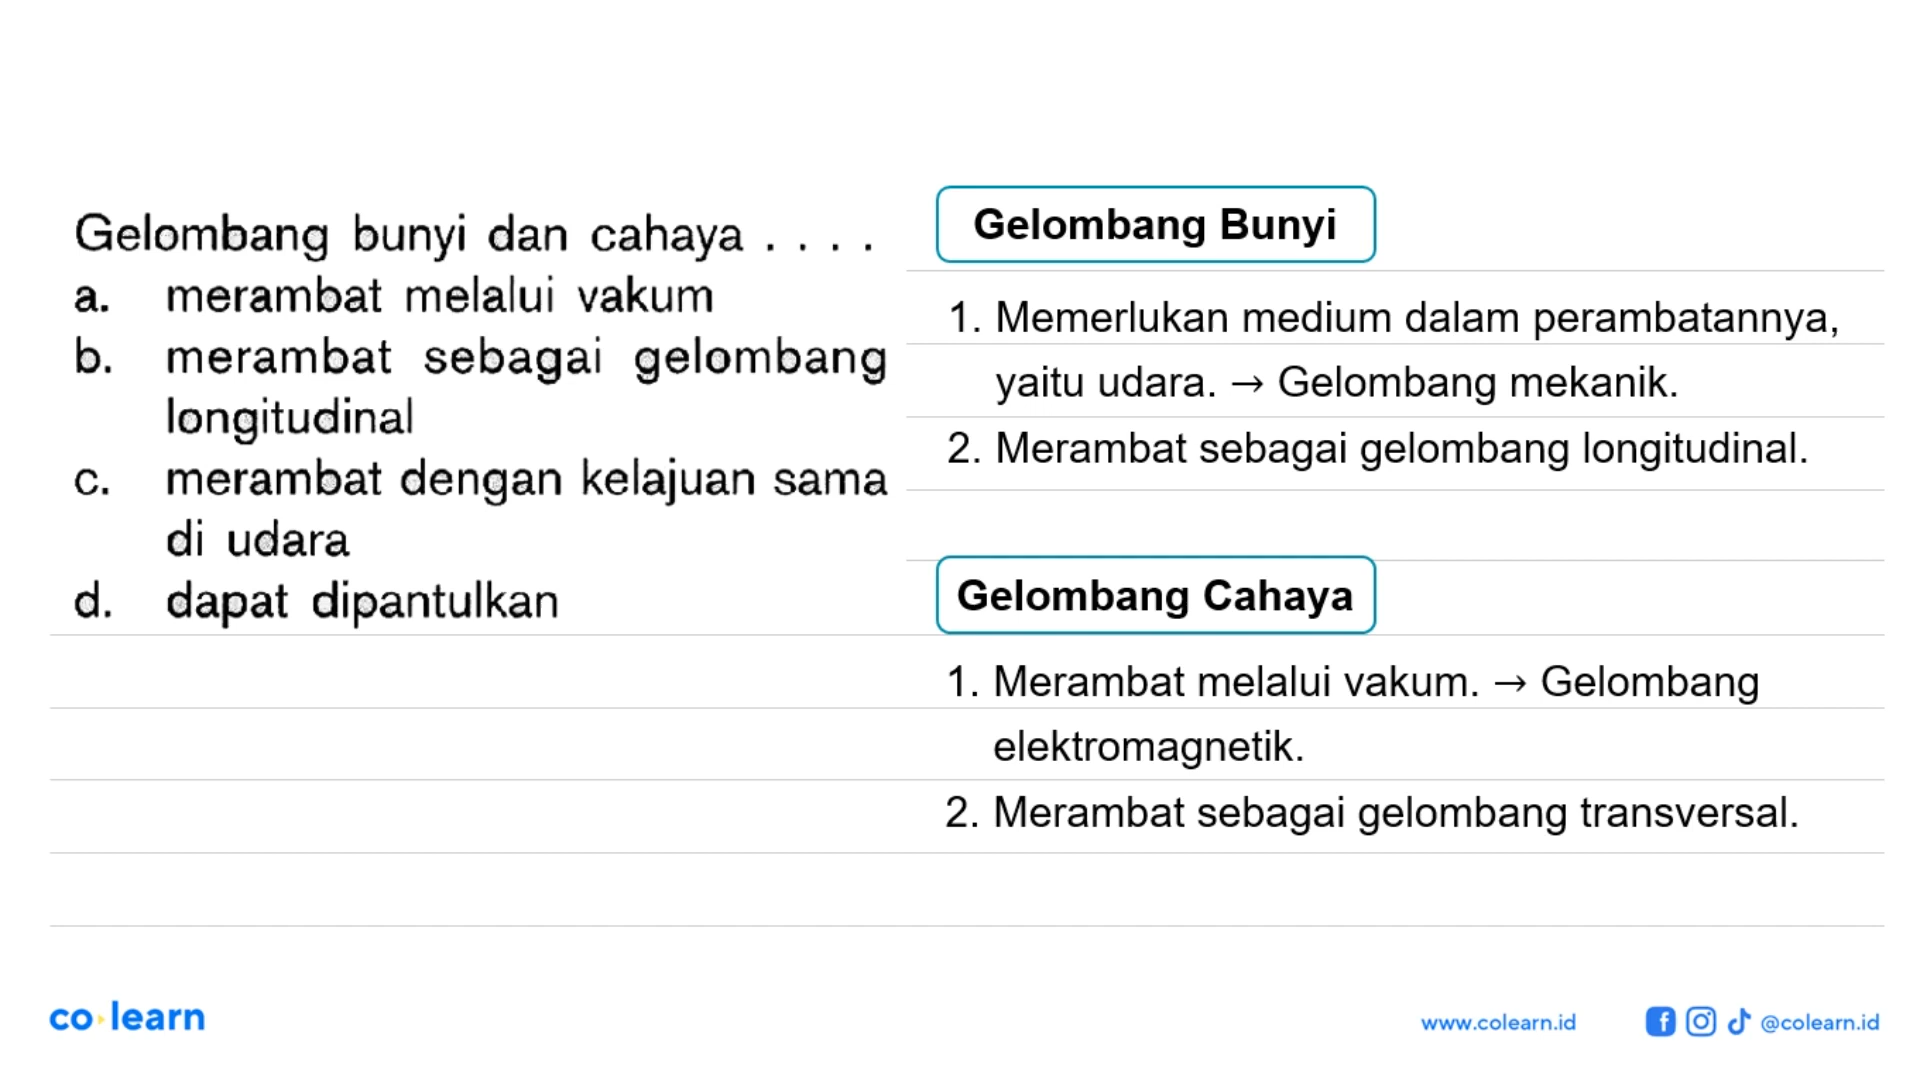 Gelombang bunyi dan cahaya . . . .
a. merambat melalui vakum
b. merambat sebagai gelombang
longitudinal
c. merambat dengan kelajuan sama
di udara
d. dapat dipantulkan
Gelombang Bunyi
1. Memerlukan medium dalam perambatannya,
yaitu udara. → Gelombang mekanik.
2. Merambat sebagai gelombang longitudinal.
Gelombang Cahaya
1. Merambat melalui vakum. → Gelombang
elektromagnetik.
2. Merambat sebagai gelombang transversal.
co learn
www.colearn.id
@colearn.id